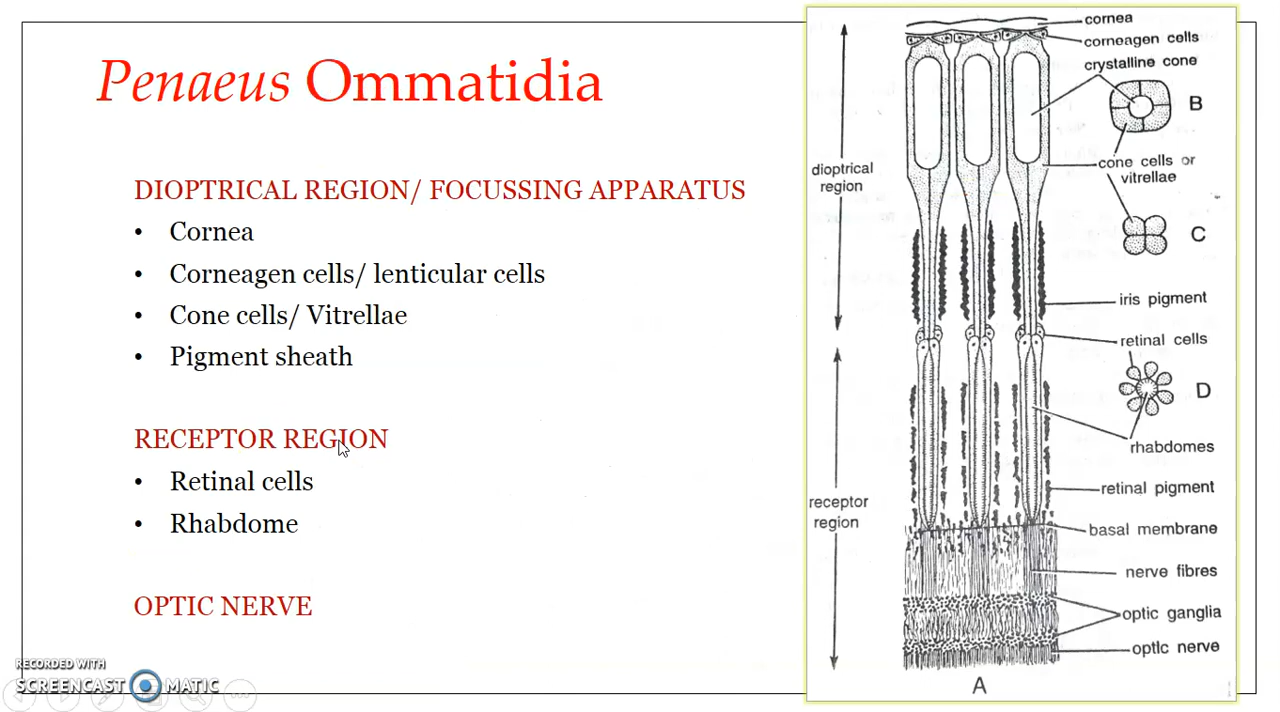 Penaeus Ommatidia
DIOPTRICAL REGION/ FOCUSSING APPARATUS
• Cornea
• Corneagen cells/ lenticular cells
• Cone cells/ Vitrellae
• Pigment sheath
RECEPTOR REGION
• Retinal cells
• Rhabdome
OPTIC NERVE
RECORDED WITH
SCREENCAST MATIC
cornea
corneagen cells
crystalline cone
B
dioptrical
region
cone cells or
vitrellae
C
iris pigment
retinal cells
D
rhabdomes
retinal pigment
receptor
region
basal membrane
nerve fibres
optic ganglia
optic nerve
A